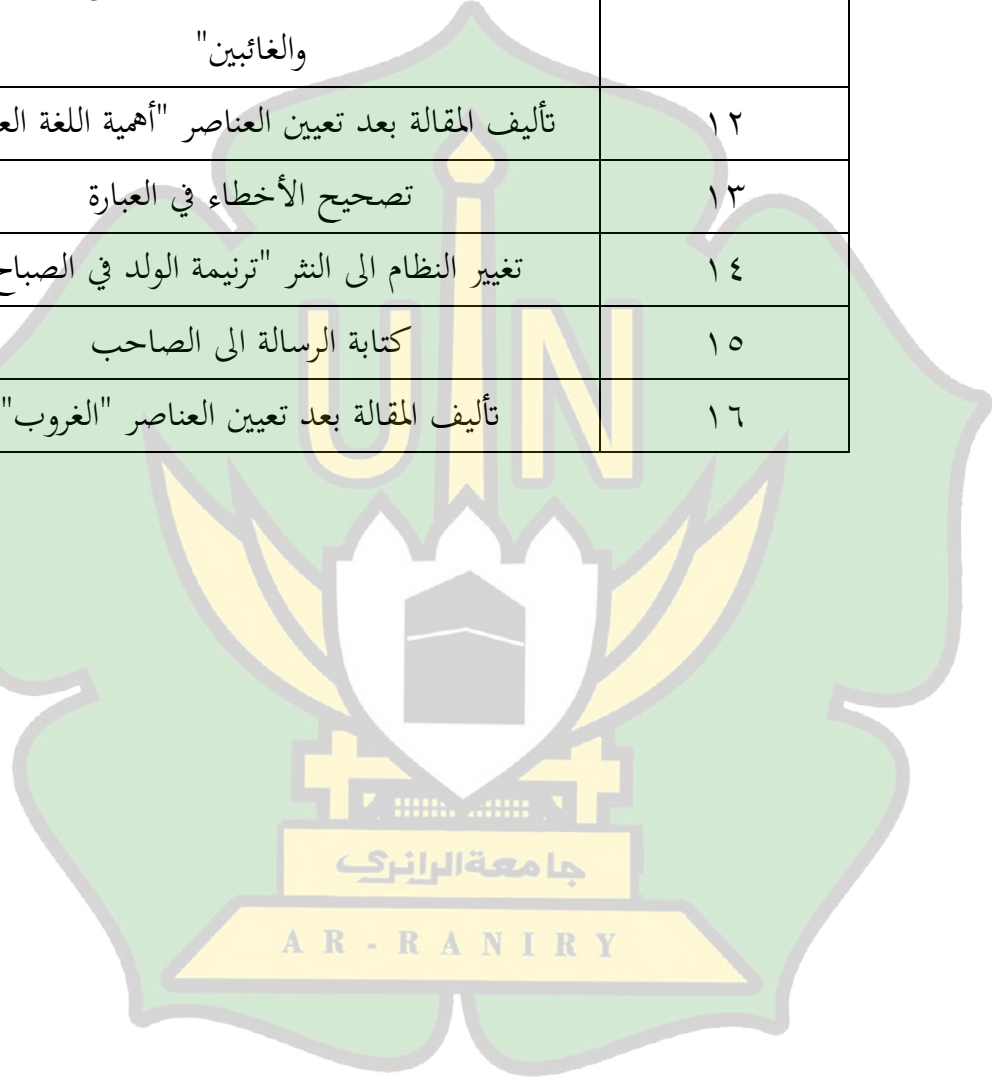 والغائبين"
١٢ تأليف المقالة بعد تعيين العناصر "أهمية اللغة
١٣ تصحيح الأخطاء في العبارة
١٤ تغيير النظام الى النثر "ترنيمة الولد في الصباح
١٥ كتابة الرسالة الى الصاحب
١٦ تأليف المقالة بعد تعيين العناصر "الغروب"
UIN
جامعة الرانري
AR-RANIRY